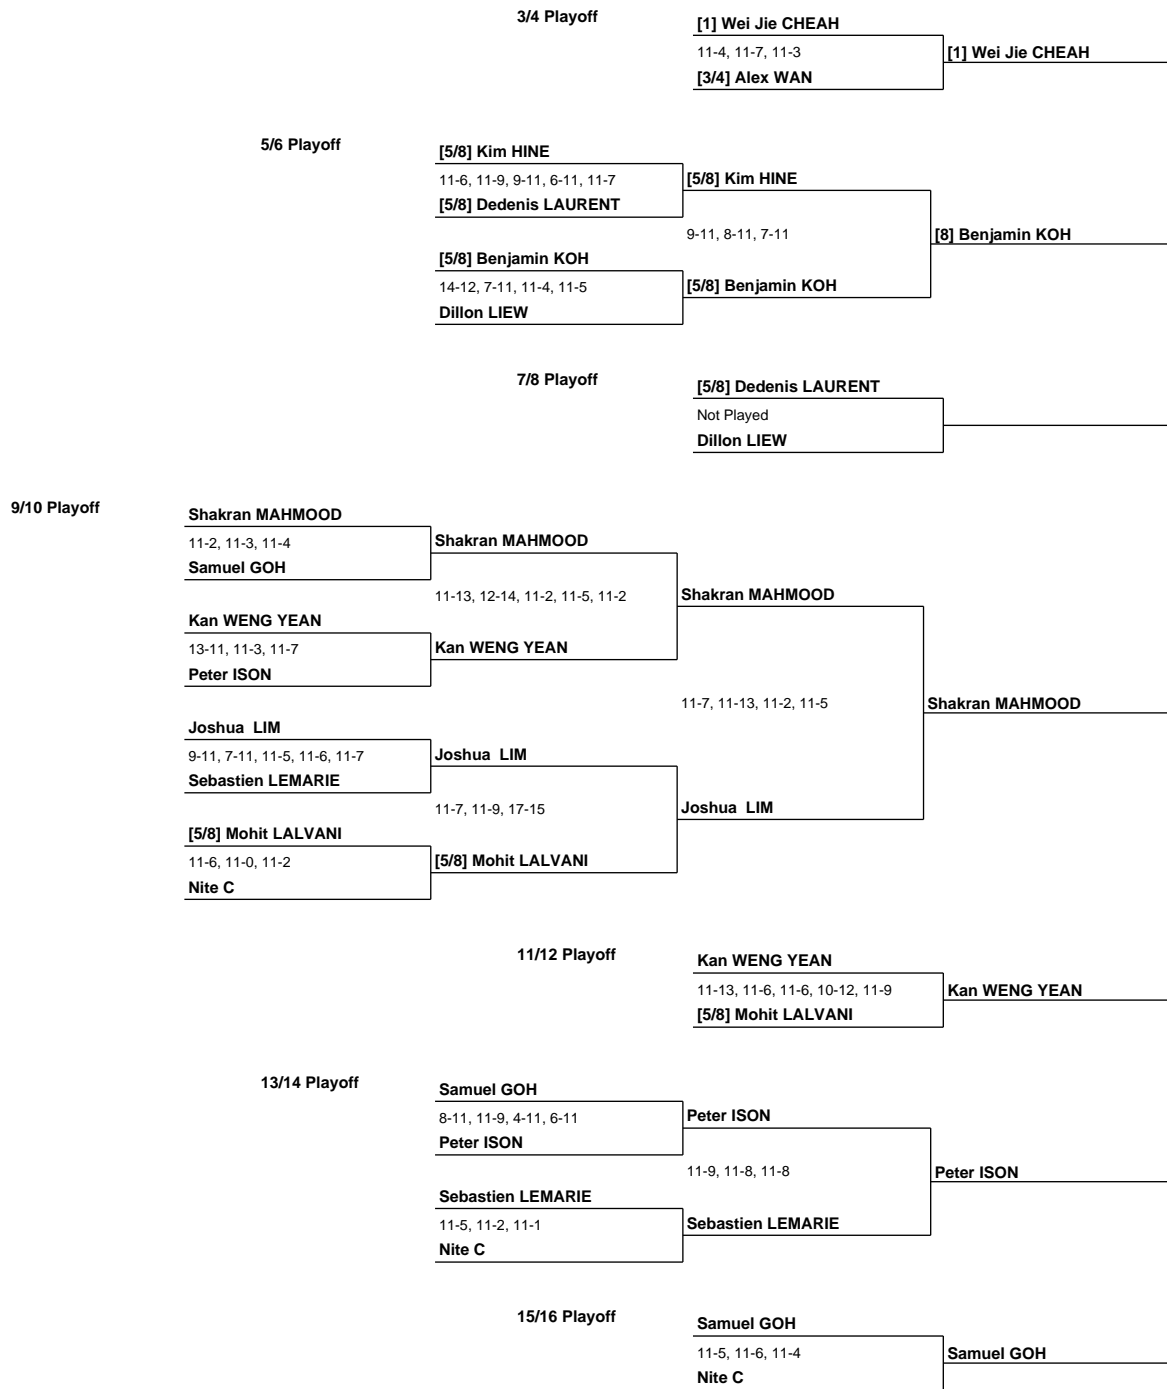 3/4 Playoff
[1] Wei Jie CHEAH
11-4, 11-7, 11-3
[1] Wei Jie CHEAH
[3/4] Alex WAN
5/6 Playoff
[5/8] Kim HINE
11-6, 11-9, 9-11, 6-11, 11-7
[5/8] Kim HINE
[5/8] Dedenis LAURENT
9-11, 8-11, 7-11
[8] Benjamin KOH
[5/8] Benjamin KOH
14-12, 7-11, 11-4, 11-5
[5/8] Benjamin KOH
Dillon LIEW
7/8 Playoff
[5/8] Dedenis LAURENT
Not Played
Dillon LIEW
9/10 Playoff
Shakran MAHMOOD
11-2, 11-3, 11-4
Shakran MAHMOOD
Samuel GOH
11-13, 12-14, 11-2, 11-5, 11-2
Shakran MAHMOOD
Kan WENG YEAN
13-11, 11-3, 11-7
Kan WENG YEAN
Peter ISON
11-7, 11-13, 11-2, 11-5
Shakran MAHMOOD
Joshua  LIM
9-11, 7-11, 11-5, 11-6, 11-7
Joshua  LIM
Sebastien LEMARIE
11-7, 11-9, 17-15
Joshua  LIM
[5/8] Mohit LALVANI
11-6, 11-0, 11-2
[5/8] Mohit LALVANI
Nite C
11/12 Playoff
Kan WENG YEAN
11-13, 11-6, 11-6, 10-12, 11-9
Kan WENG YEAN
[5/8] Mohit LALVANI
13/14 Playoff
Samuel GOH
8-11, 11-9, 4-11, 6-11
Peter ISON
Peter ISON
11-9, 11-8, 11-8
Peter ISON
Sebastien LEMARIE
11-5, 11-2, 11-1
Sebastien LEMARIE
Nite C
15/16 Playoff
Samuel GOH
11-5, 11-6, 11-4
Samuel GOH
Nite C